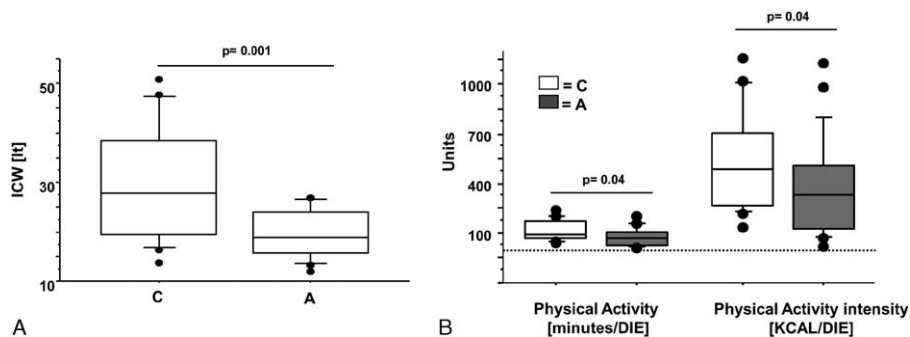 p= 0.001
50
30
10
ICW [lt]
C
A
A
p= 0.04
1000
700
400
100
Units
= C
= A
p= 0.04
Physical Activity
[minutes/DIE]
Physical Activity intensity
[KCAL/DIE]
B